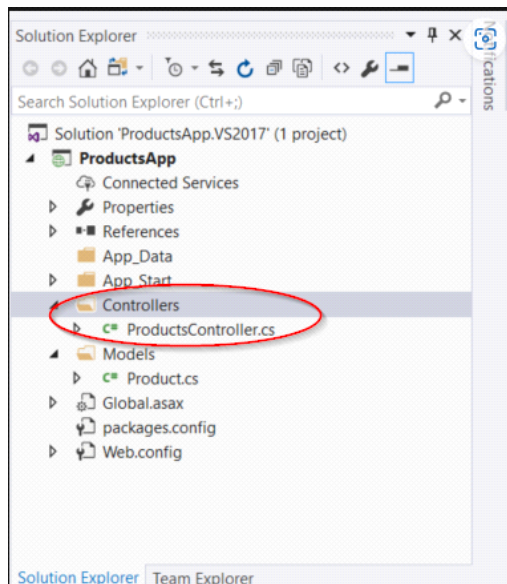 Solution Explorer
Search Solution Explorer (Ctrl+;)
Solution 'ProductsApp.VS2017' (1 project)
ProductsApp
Connected Services
Properties
References
App_Data
App_Start
Controllers
C# ProductsController.cs
Models
C# Product.cs
Global.asax
packages.config
Web.config
Solution Explorer Team Explorer